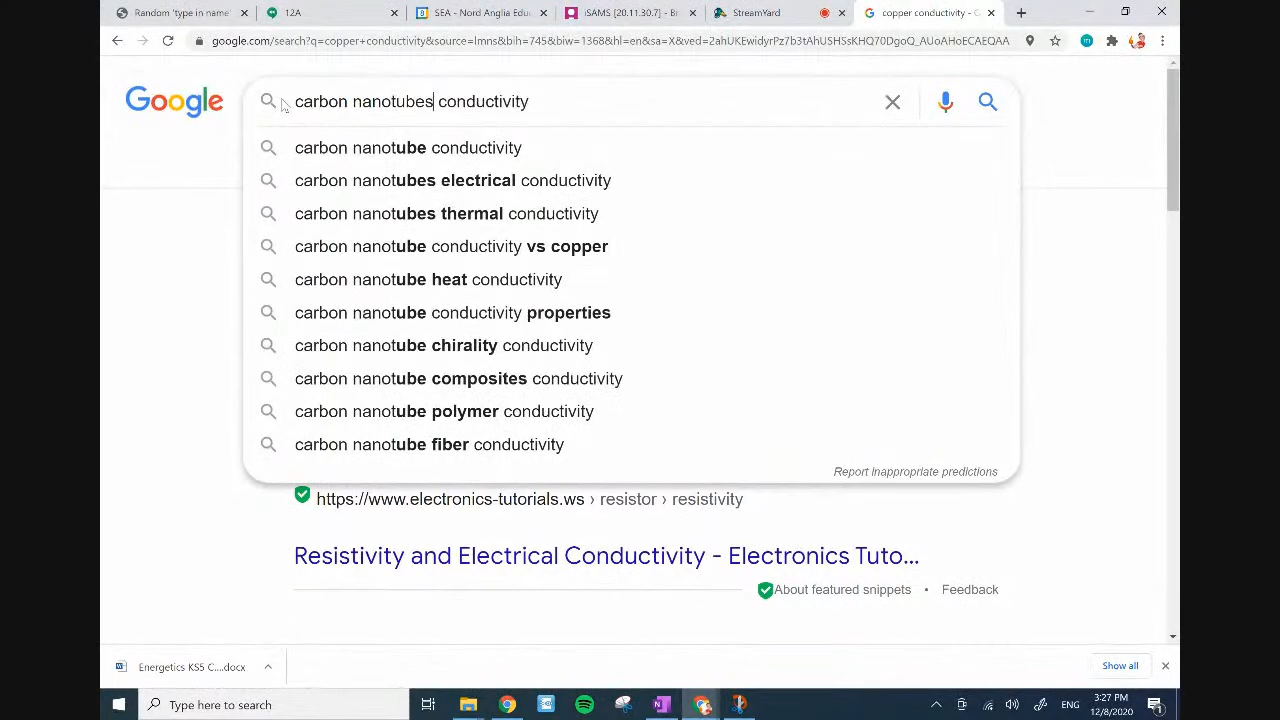 Random 'type in name'
12A
SEA - Nord Anglia Edu
iSAMS [20.11.30.7] - Br
StreamYard
copper conductivity - G
google.com/search?q=copper+conductivity&source=lmns&bih=745&biw=1368&hl=en&sa=X&ved=2ahUKEwidyrPz7b3tAhUSHSsKHQ70DgoQ_AUoAHoECAEQAA
Google
carbon nanotubes conductivity
carbon nanotube conductivity
carbon nanotubes electrical conductivity
carbon nanotubes thermal conductivity
carbon nanotube conductivity vs copper
carbon nanotube heat conductivity
carbon nanotube conductivity properties
carbon nanotube chirality conductivity
carbon nanotube composites conductivity
carbon nanotube polymer conductivity
carbon nanotube fiber conductivity
Report inappropriate predictions
https://www.electronics-tutorials.ws › resistor › resistivity
Resistivity and Electrical Conductivity - Electronics Tuto...
About featured snippets • Feedback
Energetics KS5 C....docx
Show all
Type here to search
ENG
3:27 PM
12/8/2020